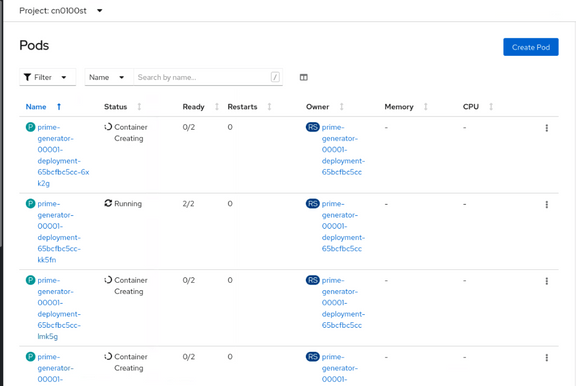 Project: cn0100st
Pods
Create Pod
Filter
Name
Search by name...
/
Name Status Ready Restarts Owner Memory CPU
P prime-generator-00001-deployment-65bcfbc5cc-6xk2g Container Creating 0/2 0 RS prime-generator-00001-deployment-65bcfbc5cc - -
P prime-generator-00001-deployment-65bcfbc5cc-kk5fn Running 2/2 0 RS prime-generator-00001-deployment-65bcfbc5cc - -
P prime-generator-00001-deployment-65bcfbc5cc-lmk5g Container Creating 0/2 0 RS prime-generator-00001-deployment-65bcfbc5cc - -
P prime-generator-00001- Container Creating 0/2 0 RS prime-generator-00001- - -